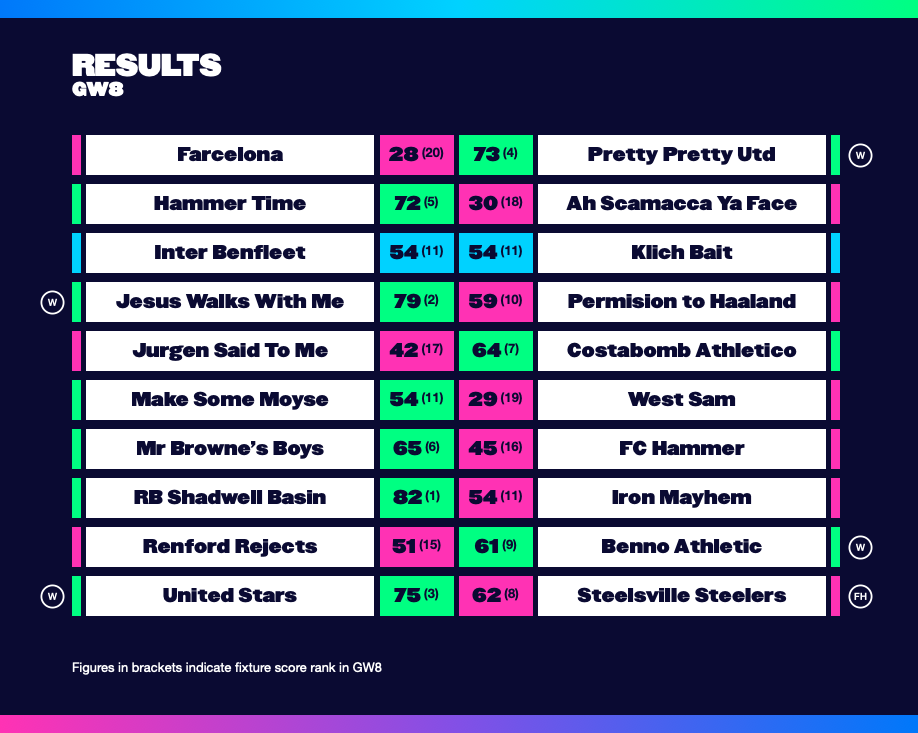 RESULTS
GW8
Farcelona 28 (20) 73 (4) Pretty Pretty Utd W
Hammer Time 72 (5) 30 (18) Ah Scamacca Ya Face
Inter Benfleet 54 (11) 54 (11) Klich Bait
W Jesus Walks With Me 79 (2) 59 (10) Permision to Haaland
Jurgen Said To Me 42 (17) 64 (7) Costabomb Athletico
Make Some Moyse 54 (11) 29 (19) West Sam
Mr Browne’s Boys 65 (6) 45 (16) FC Hammer
RB Shadwell Basin 82 (1) 54 (11) Iron Mayhem
Renford Rejects 51 (15) 61 (9) Benno Athletic W
W United Stars 75 (3) 62 (8) Steelsville Steelers FH
Figures in brackets indicate fixture score rank in GW8